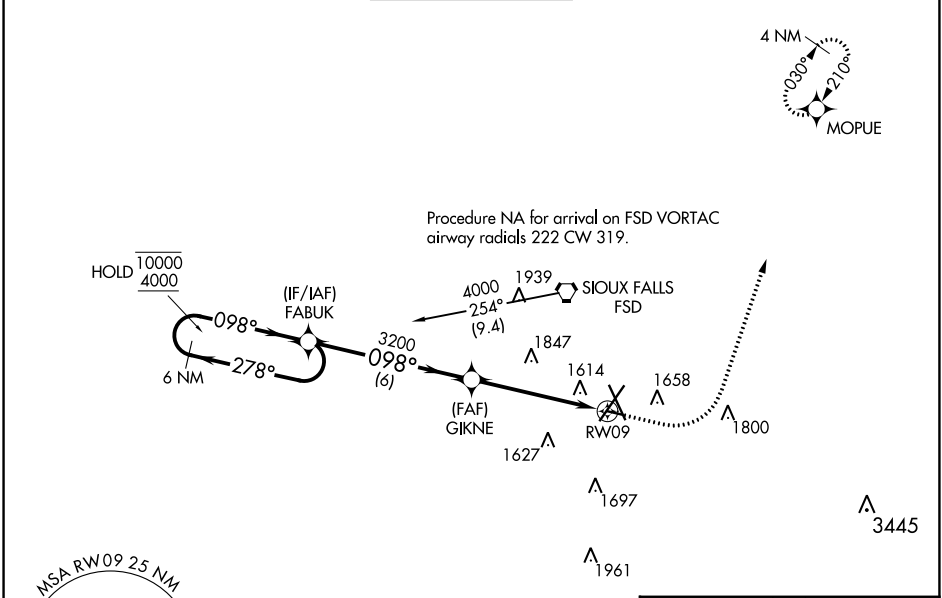 4 NM
030°
210°
MOPUE
Procedure NA for arrival on FSD VORTAC
airway radials 222 CW 319.
HOLD
10000
4000
(IF/IAF)
FABUK
4000
254°
(9.4)
1939
SIOUX FALLS
FSD
098°
278°
6 NM
3200
098°
(6)
1847
(FAF)
GIKNE
1614
1658
RW09
1800
1627
1697
3445
1961
MSA RW09 25 NM